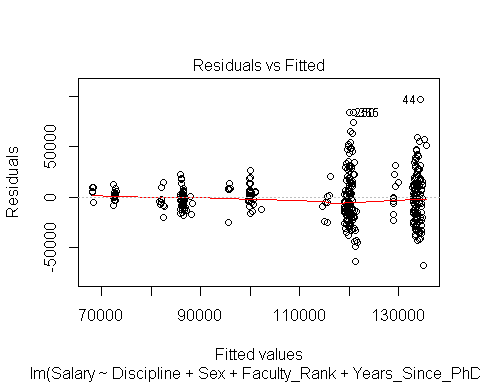 Residuals vs Fitted
44
Residuals
50000
0
-50000
70000 90000 110000 130000
Fitted values
lm(Salary ~ Discipline + Sex + Faculty_Rank + Years_Since_PhD